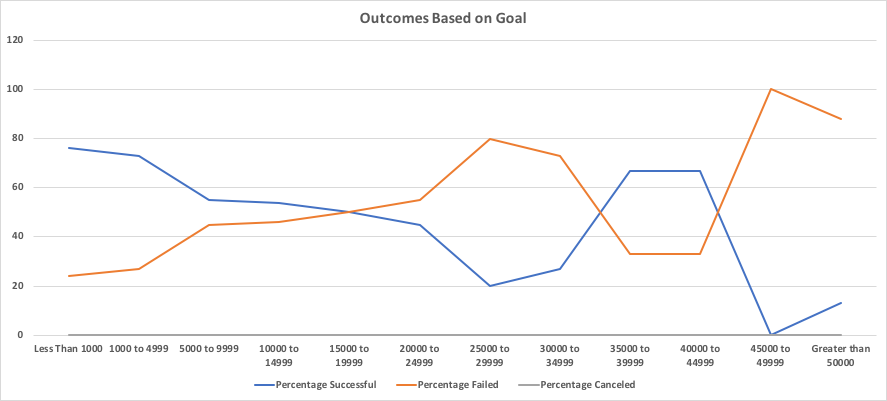 Outcomes Based on Goal
120
100
80
60
40
20
0
Less Than 1000 1000 to 4999 5000 to 9999 10000 to 15000 to 20000 to 25000 to 30000 to 35000 to 40000 to 45000 to Greater than
14999 19999 24999 29999 34999 39999 44999 49999 50000
Percentage Successful Percentage Failed Percentage Canceled